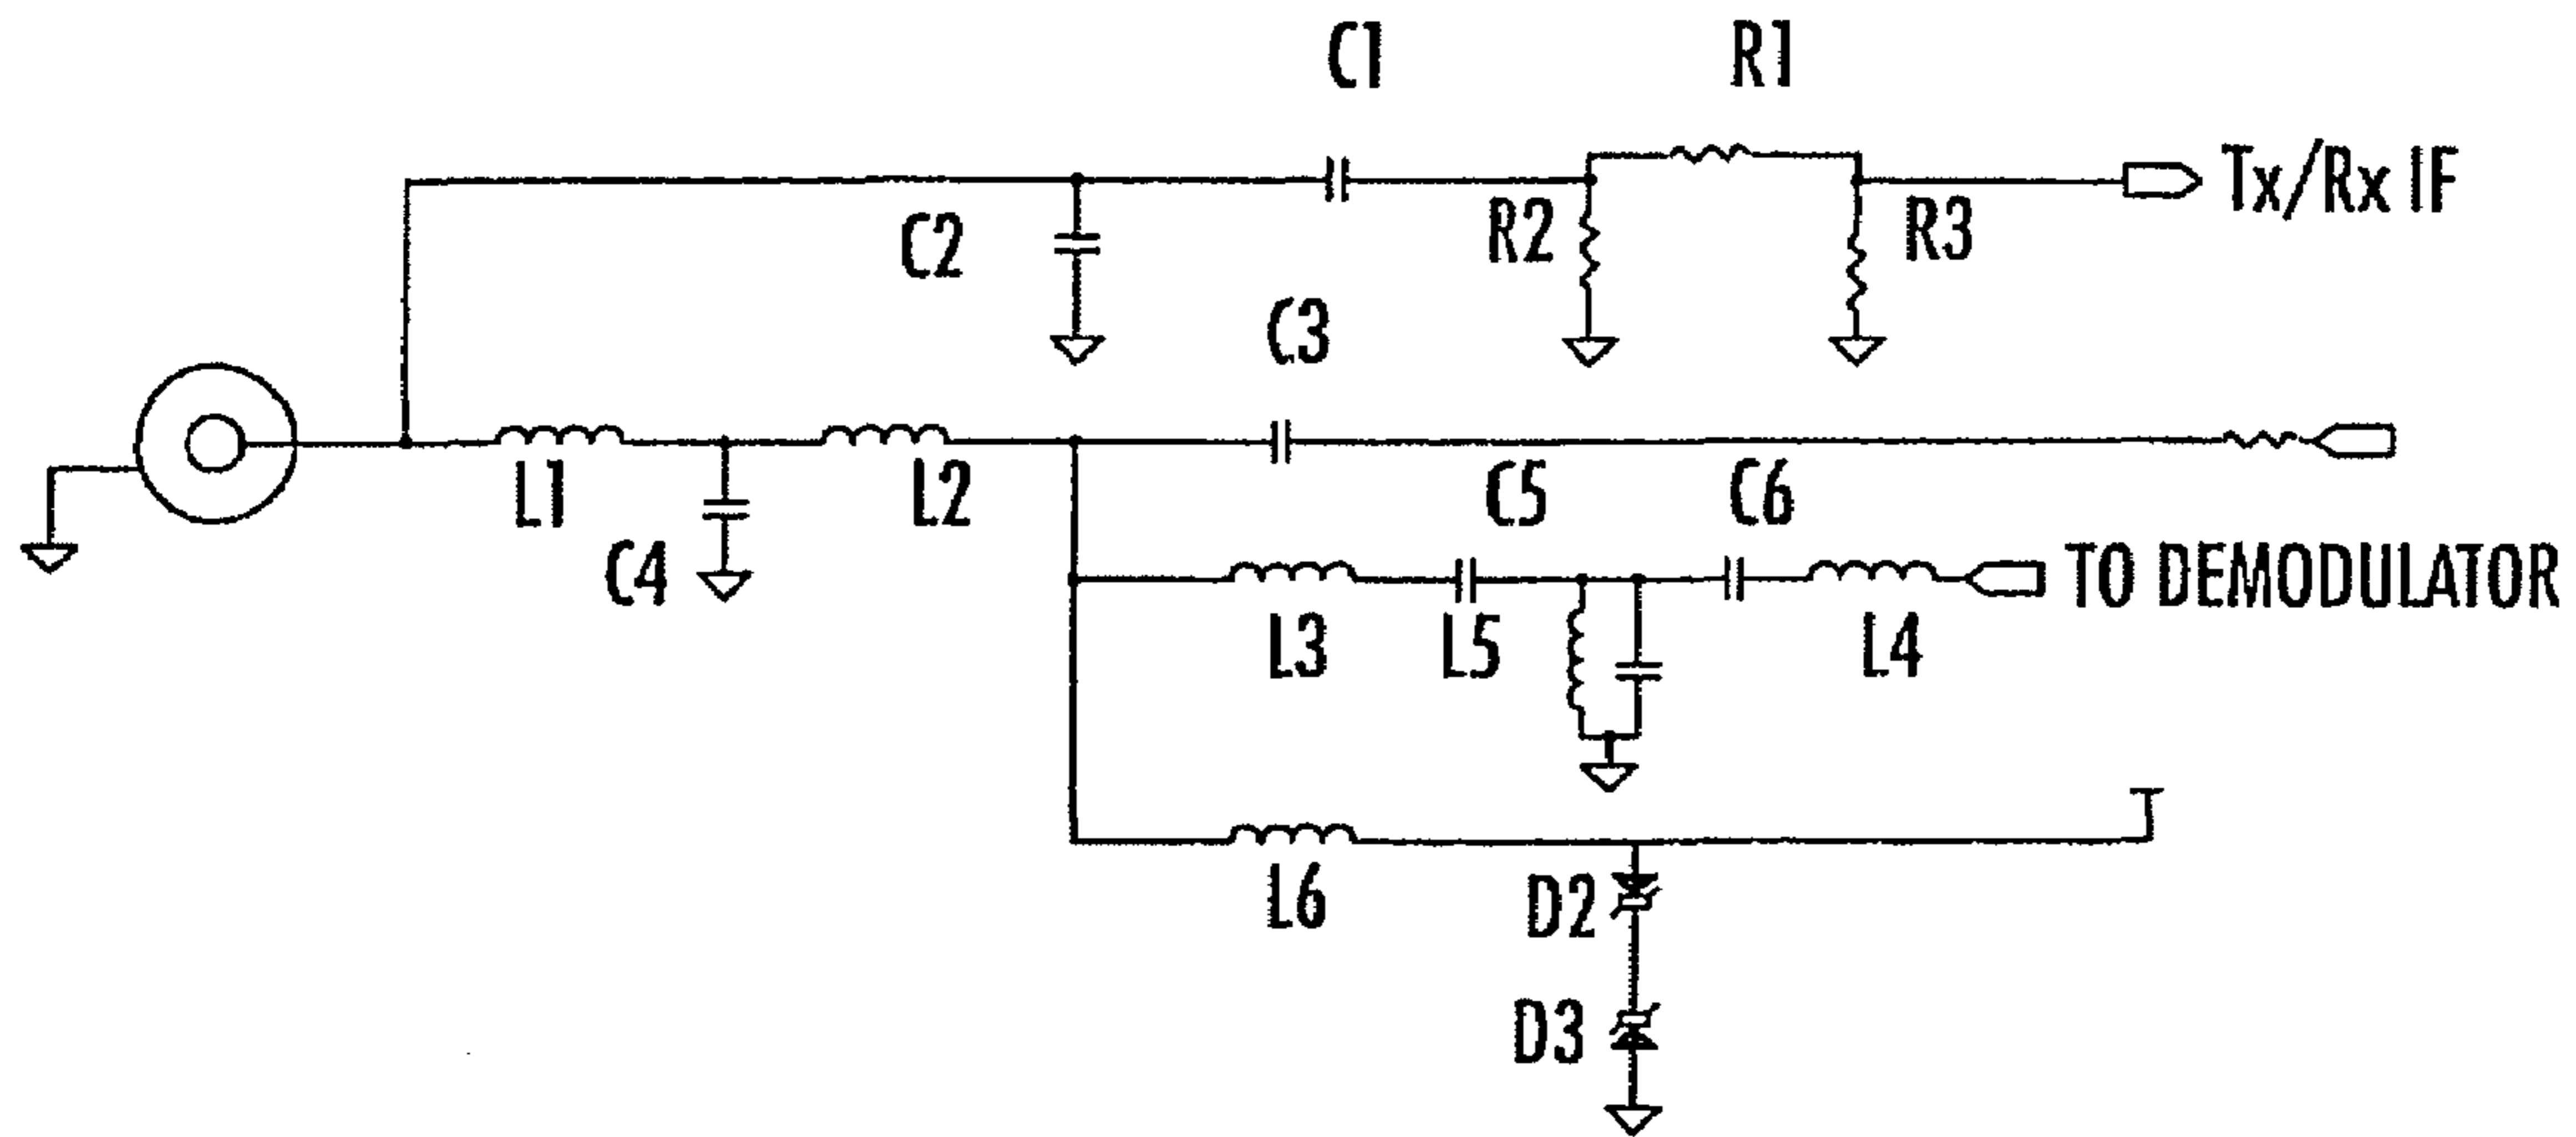 C1
R1
Tx/Rx IF
C2
R2
R3
C3
L1
L2
C5
C6
C4
TO DEMODULATOR
L3
L5
L4
L6
D2
D3